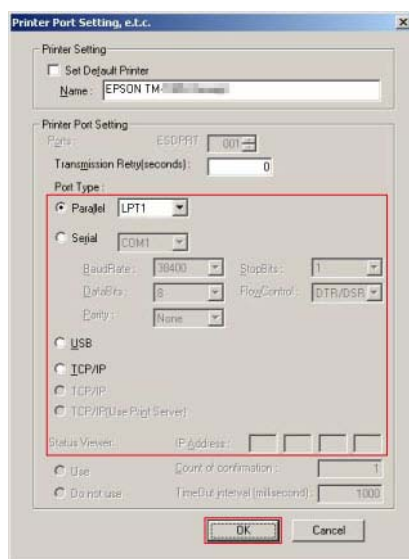 Printer Port Setting, e.t.c.
Printer Setting
Set Default Printer
Name : EPSON TM-
Printer Port Setting
Ports : ESDPRT 001
Transmission Retry(seconds) : 0
Port Type :
Parallel LPT1
Serial COM1
BaudRate : 38400 StopBits : 1
DataBits : 8 FlowControl : DTR/DSR
Parity : None
USB
TCP/IP
TCP/IP
TCP/IP(Use Print Server)
Status Viewer IP Address :
Use Count of confirmation : 1
Do not use TimeOut interval (millisecond) : 1000
OK Cancel